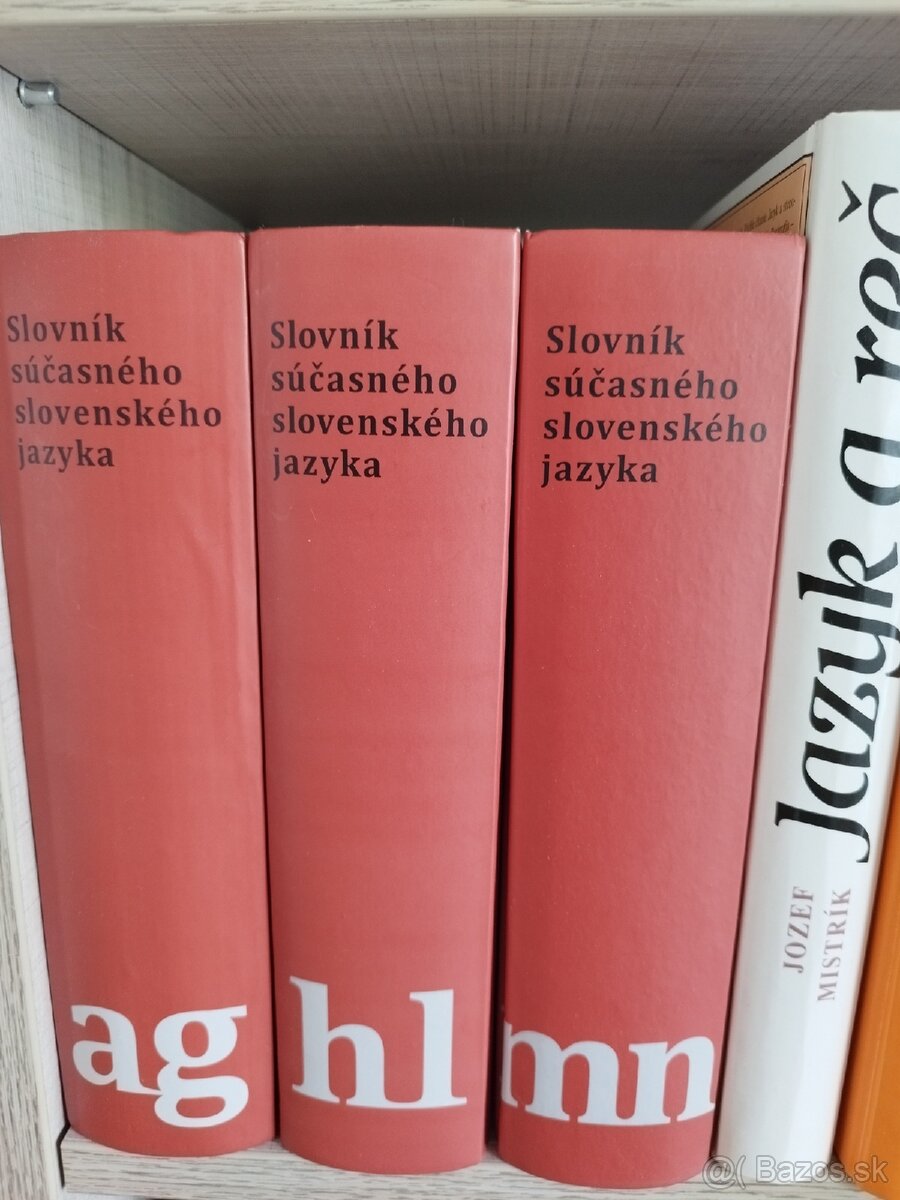 Slovník
súčasného
slovenského
jazyka
ag
Slovník
súčasného
slovenského
jazyka
hl
Slovník
súčasného
slovenského
jazyka
mn
JOZEF
MISTRÍK
Jazyk a reč
@( Bazos.sk